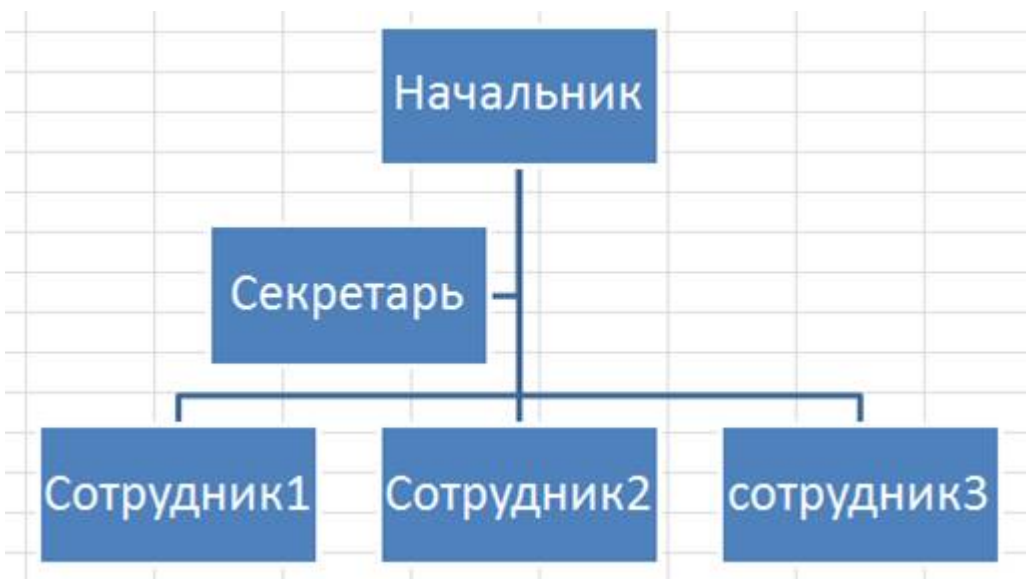 Начальник
Секретарь
Сотрудник1
Сотрудник2
сотрудник3